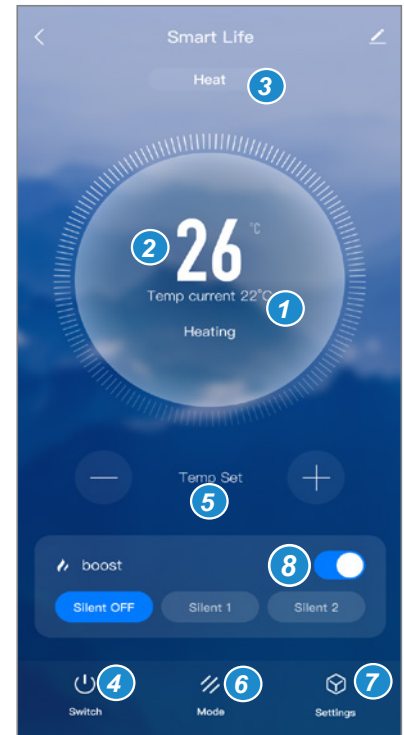 Smart Life
Heat
3
2
26 °C
Temp current 22°C
1
Heating
Temp Set
5
boost
8
Silent OFF Silent 1 Silent 2
4 6 7
Switch Mode Settings